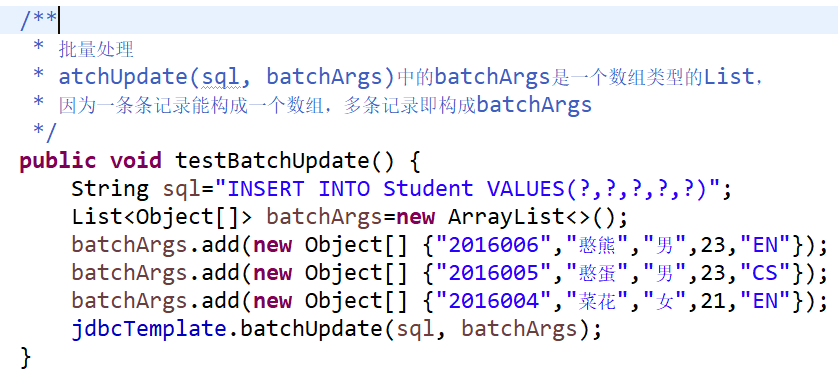 /**
 * 批量处理
 * atchUpdate(sql, batchArgs)中的batchArgs是一个数组类型的List，
 * 因为一条条记录能构成一个数组，多条记录即构成batchArgs
 */
public void testBatchUpdate() {
    String sql="INSERT INTO Student VALUES(?,?,?,?,?)";
    List<Object[]> batchArgs=new ArrayList<>();
    batchArgs.add(new Object[] {"2016006","憨熊","男",23,"EN"});
    batchArgs.add(new Object[] {"2016005","憨蛋","男",23,"CS"});
    batchArgs.add(new Object[] {"2016004","菜花","女",21,"EN"});
    jdbcTemplate.batchUpdate(sql, batchArgs);
}